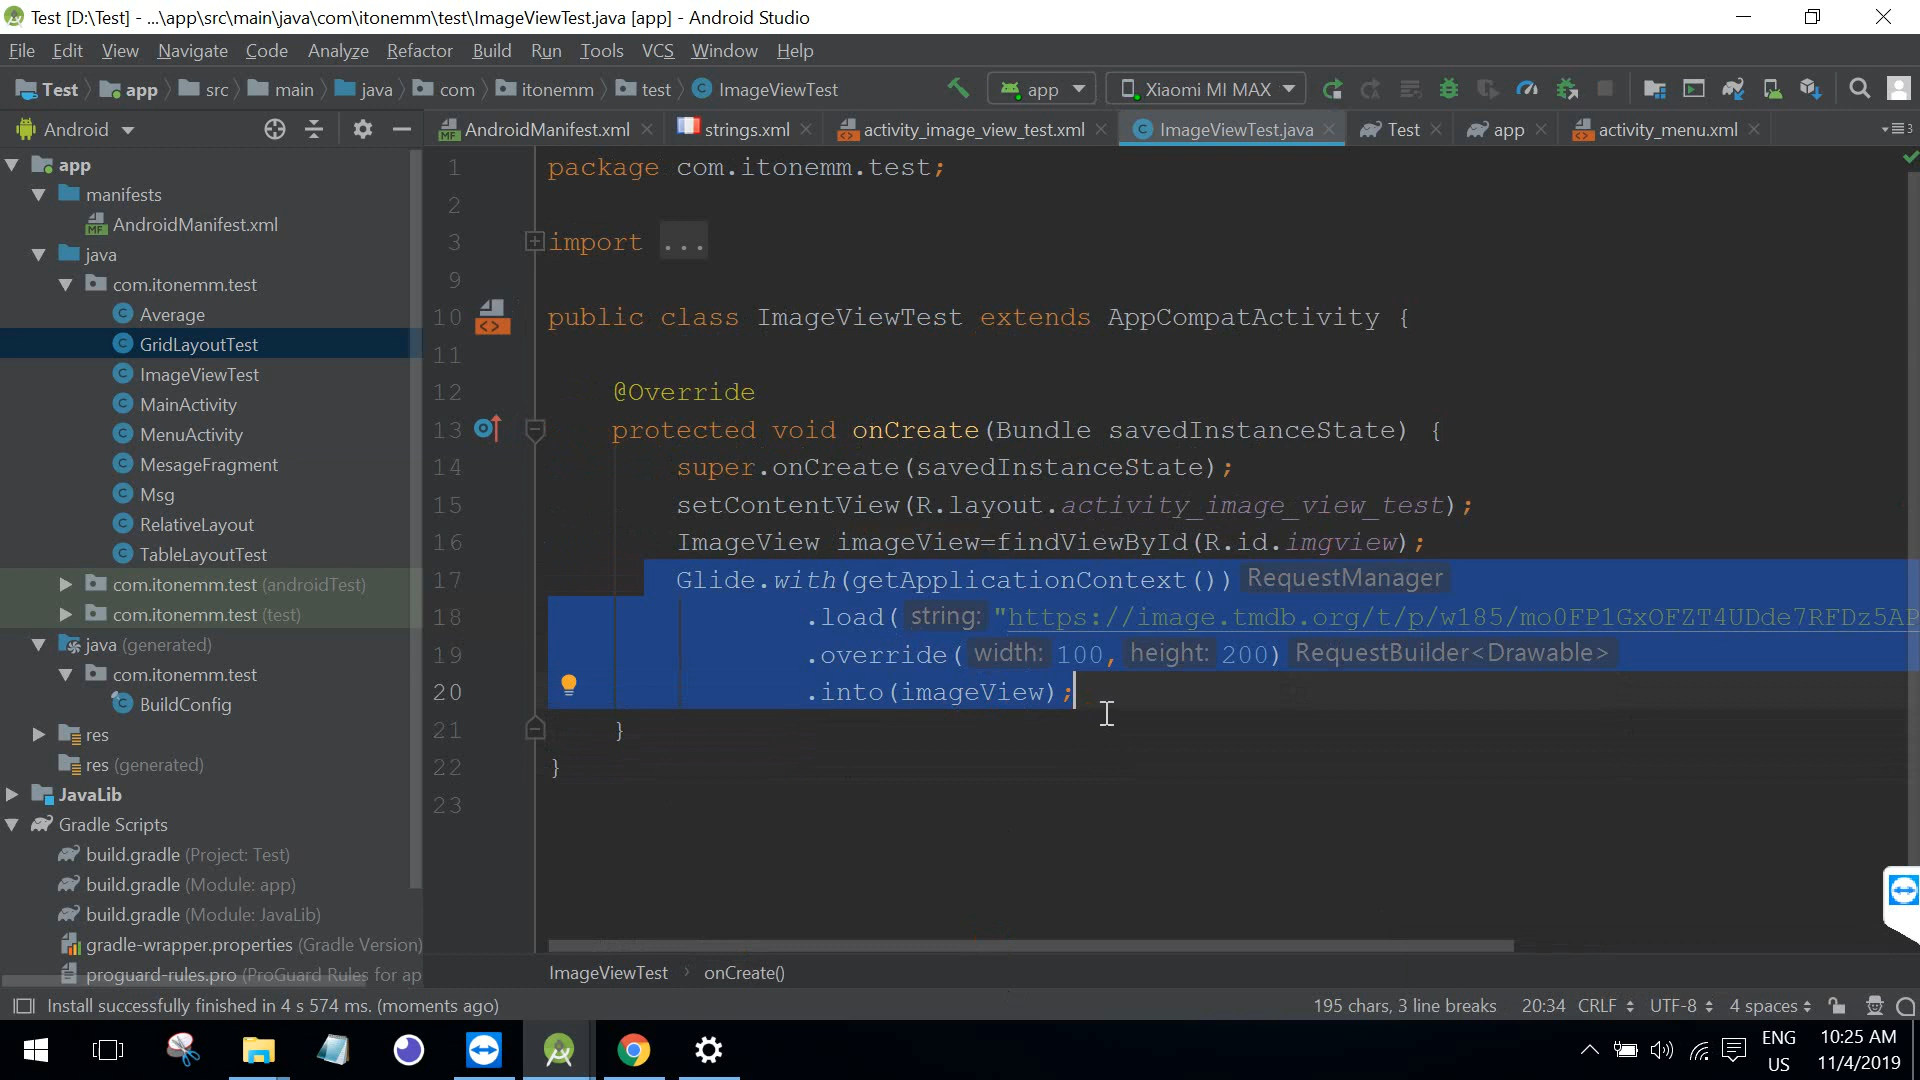 Test [D:\Test] - ...\app\src\main\java\com\itonemm\test\ImageViewTest.java [app] - Android Studio
File Edit View Navigate Code Analyze Refactor Build Run Tools VCS Window Help
Test app src main java com itonemm test ImageViewTest app Xiaomi MI MAX
Android
AndroidManifest.xml strings.xml activity_image_view_test.xml ImageViewTest.java Test app activity_menu.xml 3
app
manifests
AndroidManifest.xml
java
com.itonemm.test
Average
GridLayoutTest
ImageViewTest
MainActivity
MenuActivity
MesageFragment
Msg
RelativeLayout
TableLayoutTest
com.itonemm.test (androidTest)
com.itonemm.test (test)
java (generated)
com.itonemm.test
BuildConfig
res
res (generated)
JavaLib
Gradle Scripts
build.gradle (Project: Test)
build.gradle (Module: app)
build.gradle (Module: JavaLib)
gradle-wrapper.properties (Gradle Version)
proguard-rules.pro (ProGuard Rules for ap
1 package com.itonemm.test;
2
3 import ...
9
10 public class ImageViewTest extends AppCompatActivity {
11
12 @Override
13 protected void onCreate(Bundle savedInstanceState) {
14 super.onCreate(savedInstanceState);
15 setContentView(R.layout.activity_image_view_test);
16 ImageView imageView=findViewById(R.id.imgview);
17 Glide.with(getApplicationContext()) RequestManager
18 .load( string: "https://image.tmdb.org/t/p/w185/mo0FP1GxOFZT4UDde7RFDz5AP
19 .override( width: 100, height: 200) RequestBuilder<Drawable>
20 .into(imageView);
21 }
22 }
23
ImageViewTest onCreate()
Install successfully finished in 4 s 574 ms. (moments ago) 195 chars, 3 line breaks 20:34 CRLF UTF-8 4 spaces
ENG
US
10:25 AM
11/4/2019